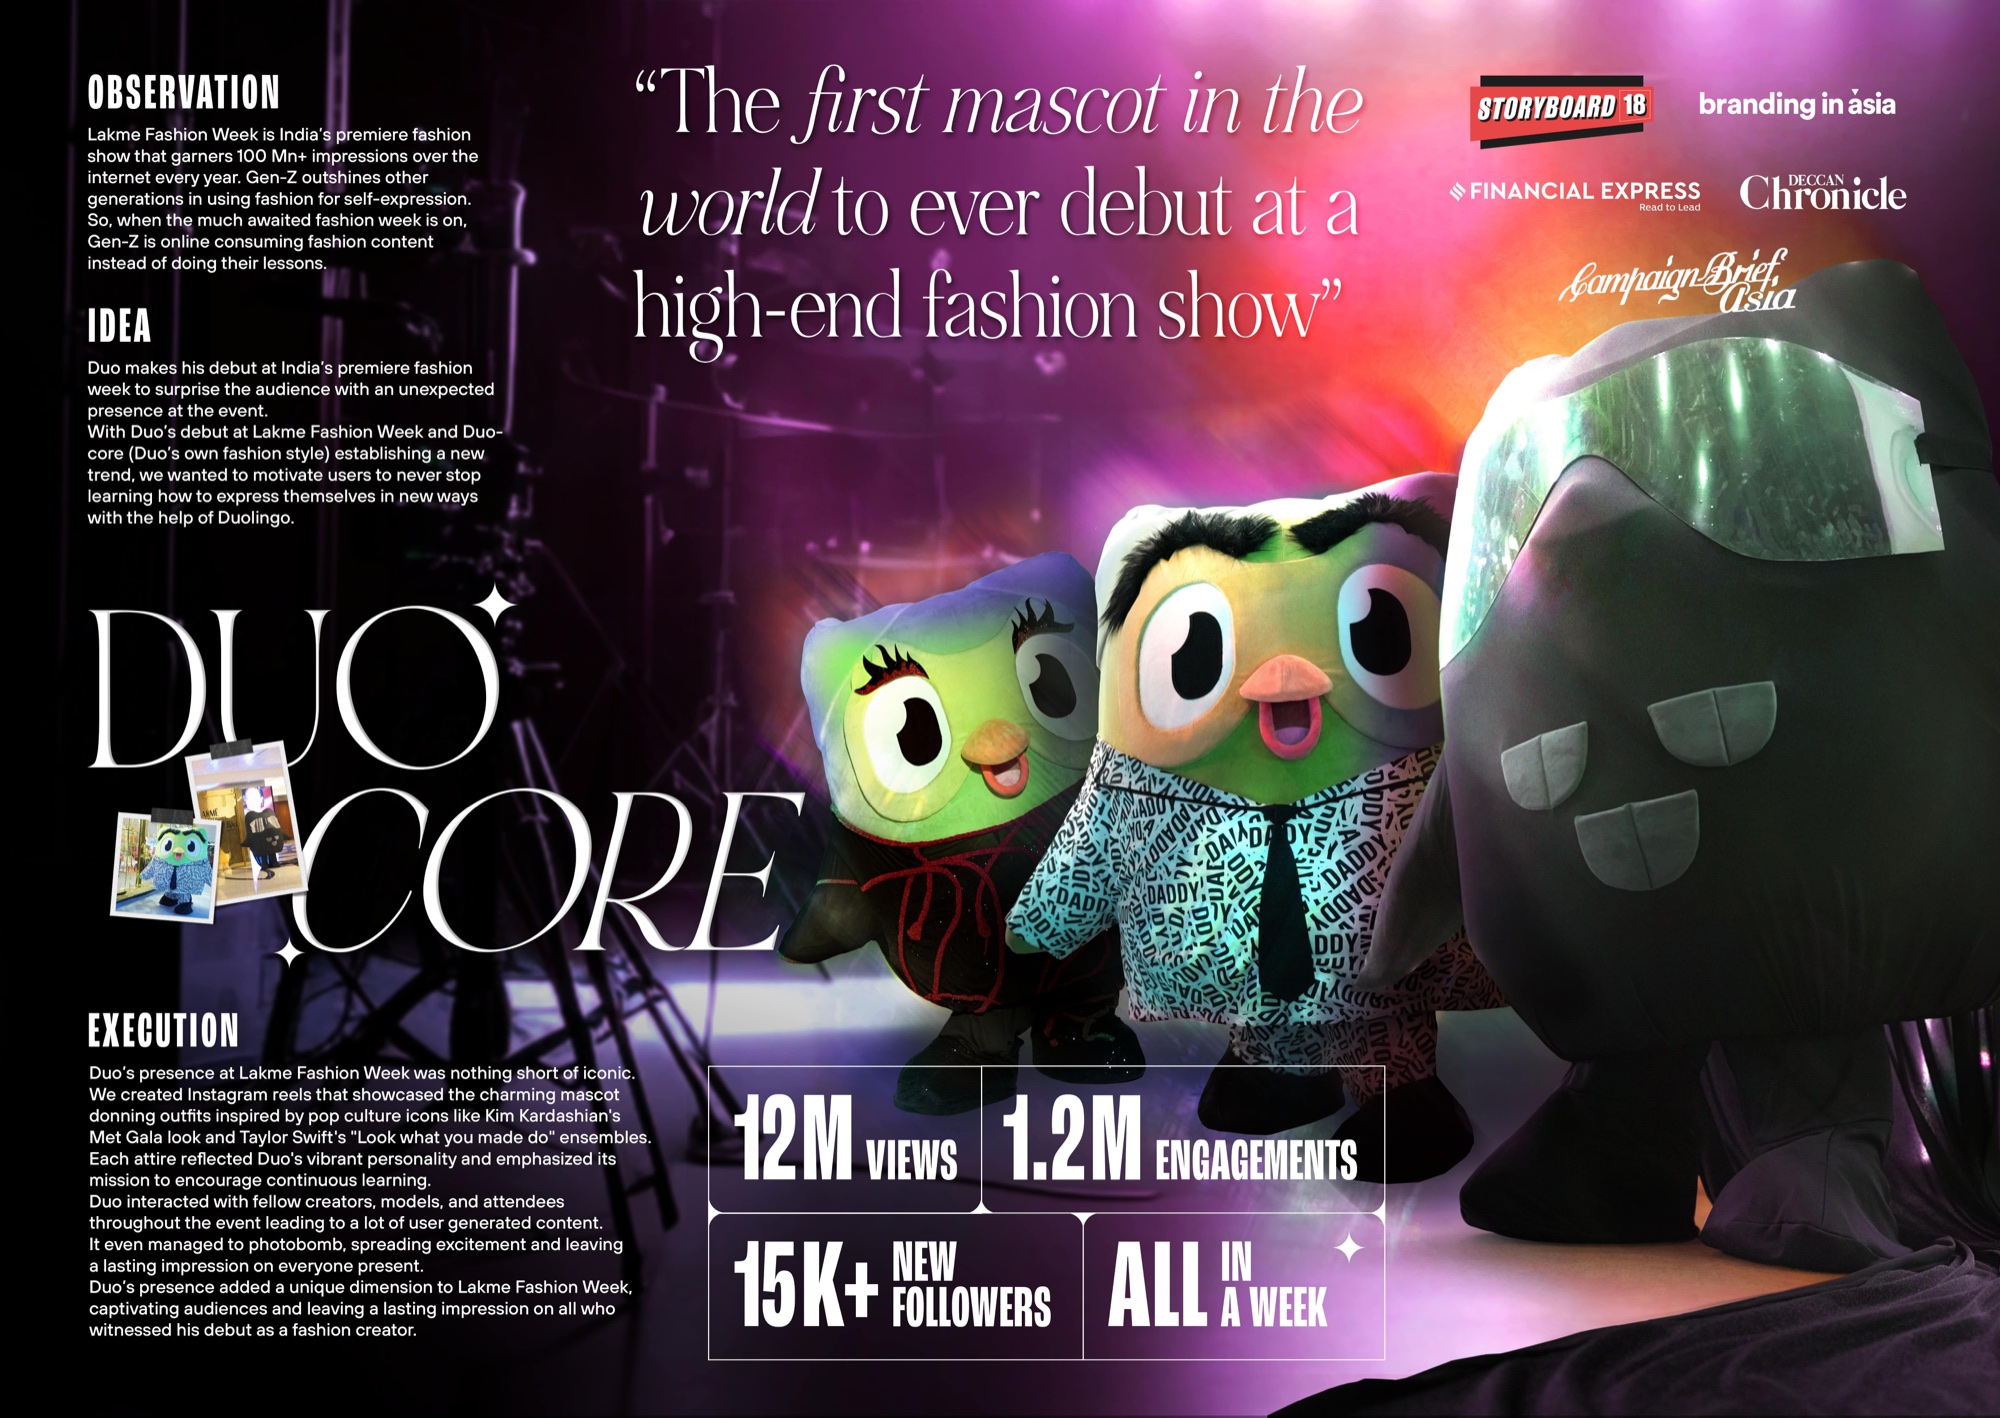 OBSERVATION
Lakme Fashion Week is India's premiere fashion
show that garners 100 Mn+ impressions over the
internet every year. Gen-Z outshines other
generations in using fashion for self-expression.
So, when the much awaited fashion week is on,
Gen-Z is online consuming fashion content
instead of doing their lessons.
IDEA
Duo makes his debut at India's premiere fashion
week to surprise the audience with an unexpected
presence at the event.
With Duo's debut at Lakme Fashion Week and Duo-
core (Duo's own fashion style) establishing a new
trend, we wanted to motivate users to never stop
learning how to express themselves in new ways
with the help of Duolingo.
DUO
CORE
EXECUTION
Duo's presence at Lakme Fashion Week was nothing short of iconic.
We created Instagram reels that showcased the charming mascot
donning outfits inspired by pop culture icons like Kim Kardashian's
Met Gala look and Taylor Swift's "Look what you made do" ensembles.
Each attire reflected Duo's vibrant personality and emphasized its
mission to encourage continuous learning.
Duo interacted with fellow creators, models, and attendees
throughout the event leading to a lot of user generated content.
It even managed to photobomb, spreading excitement and leaving
a lasting impression on everyone present.
Duo's presence added a unique dimension to Lakme Fashion Week,
captivating audiences and leaving a lasting impression on all who
witnessed his debut as a fashion creator.
“The first mascot in the
world to ever debut at a
high-end fashion show”
STORYBOARD 18
branding in asia
FINANCIAL EXPRESS
Read to Lead
DECCAN
Chronicle
Campaign Brief
Asia
DADDY
DADDY
DADDY
12M VIEWS
1.2M ENGAGEMENTS
15K+ NEW
FOLLOWERS
ALL IN
A WEEK